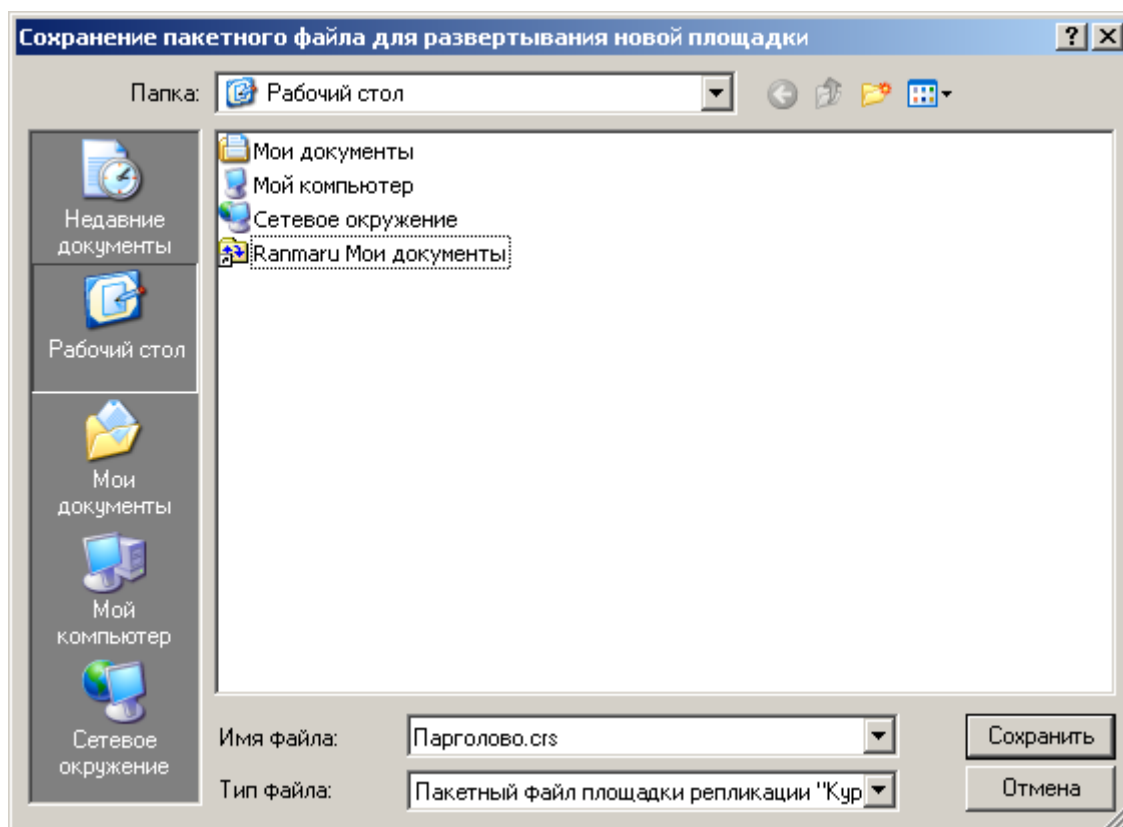 Сохранение пакетного файла для развертывания новой площадки
Папка:
Рабочий стол
Недавние
документы
Рабочий стол
Мои
документы
Мой
компьютер
Сетевое
окружение
Мои документы
Мой компьютер
Сетевое окружение
Ranmaru Мои документы
Имя файла:
Парголово.crs
Сохранить
Тип файла:
Пакетный файл площадки репликации "Кур
Отмена